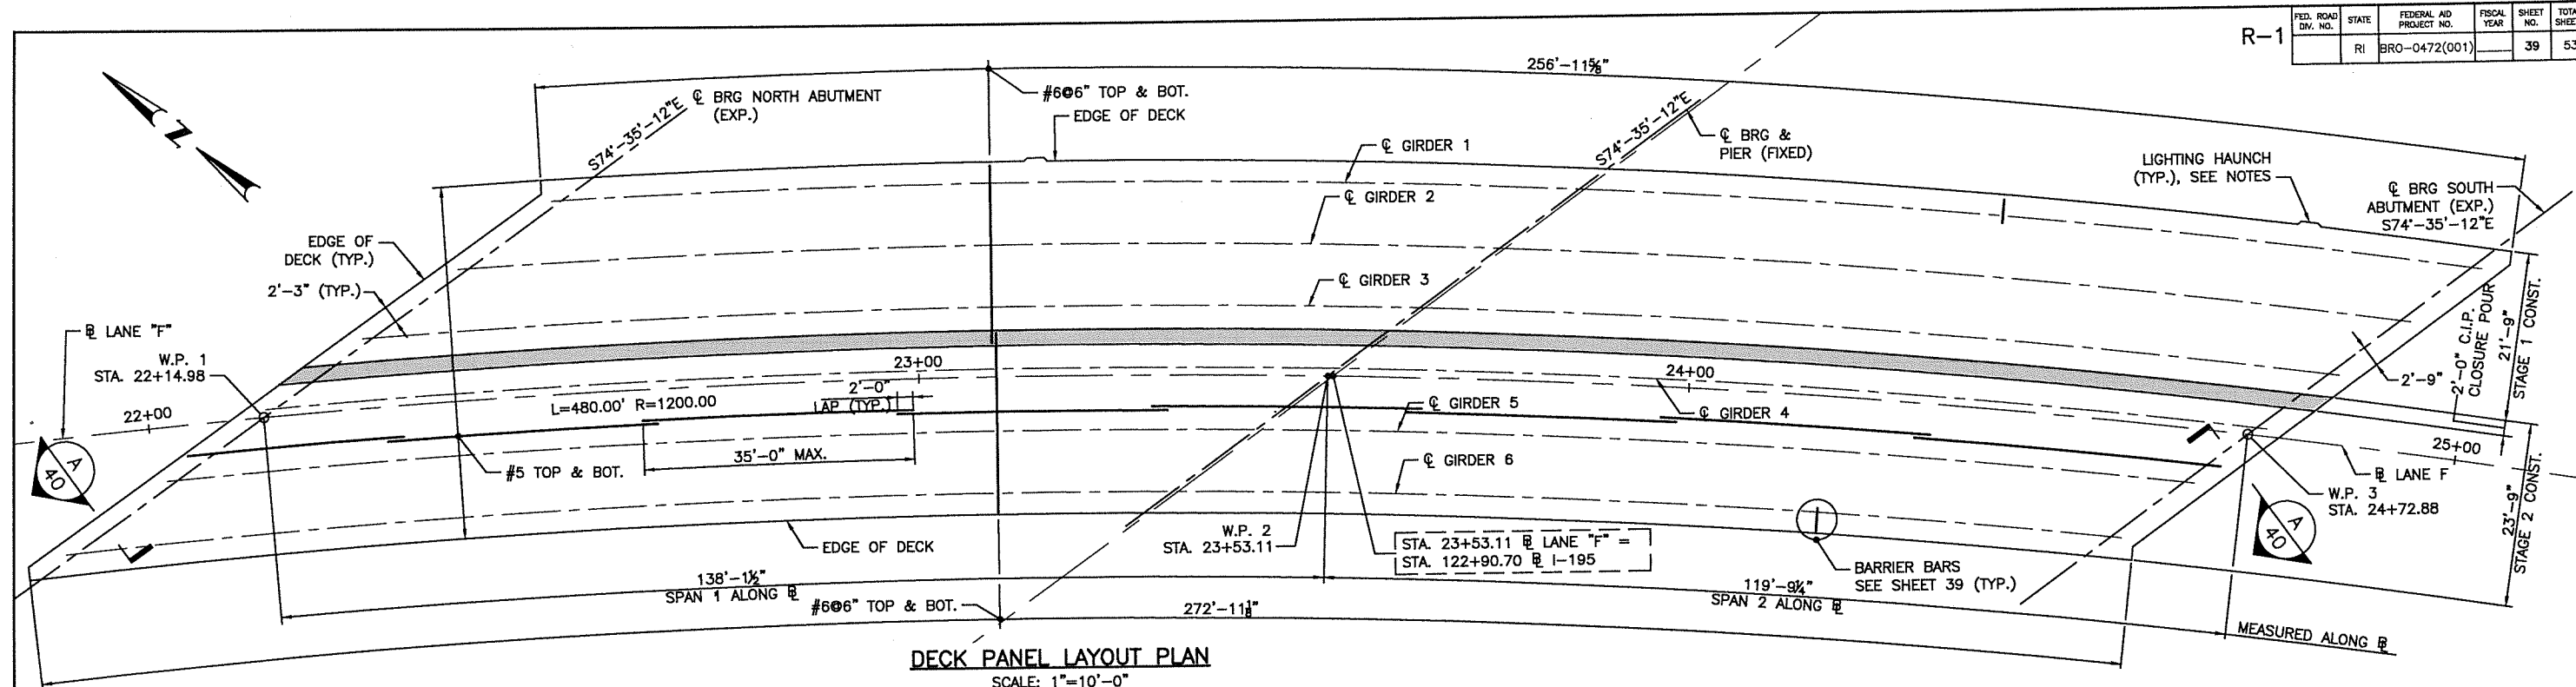 R-1
FED. ROAD DIV. NO.
STATE
FEDERAL AID PROJECT NO.
FISCAL YEAR
SHEET NO.
RI
BRO-0472(001)
39
53
256'-11⅝"
#6@6" TOP & BOT.
EDGE OF DECK
S74°-35'-12"E
℄ BRG NORTH ABUTMENT
(EXP.)
N
S74°-35'-12"E
℄ BRG &
PIER (FIXED)
℄ GIRDER 1
℄ GIRDER 2
℄ GIRDER 3
LIGHTING HAUNCH
(TYP.), SEE NOTES
℄ BRG SOUTH
ABUTMENT (EXP.)
S74°-35'-12"E
EDGE OF
DECK (TYP.)
2'-3" (TYP.)
B LANE "F"
W.P. 1
STA. 22+14.98
22+00
L=480.00' R=1200.00
23+00
2'-0"
LAP (TYP.)
24+00
℄ GIRDER 5
℄ GIRDER 4
2'-9"
2'-0" C.I.P.
CLOSURE POUR
21'-9"
STAGE 1 CONST.
25+00
A
40
#5 TOP & BOT.
35'-0" MAX.
℄ GIRDER 6
B LANE F
W.P. 3
STA. 24+72.88
A
40
23'-9"
STAGE 2 CONST.
EDGE OF DECK
W.P. 2
STA. 23+53.11
STA. 23+53.11 B LANE "F" =
STA. 122+90.70 B I-195
BARRIER BARS
SEE SHEET 39 (TYP.)
138'-1½"
SPAN 1 ALONG B
119'-9¼"
SPAN 2 ALONG B
#6@6" TOP & BOT.
272'-11⅛"
MEASURED ALONG B
DECK PANEL LAYOUT PLAN
SCALE: 1"=10'-0"